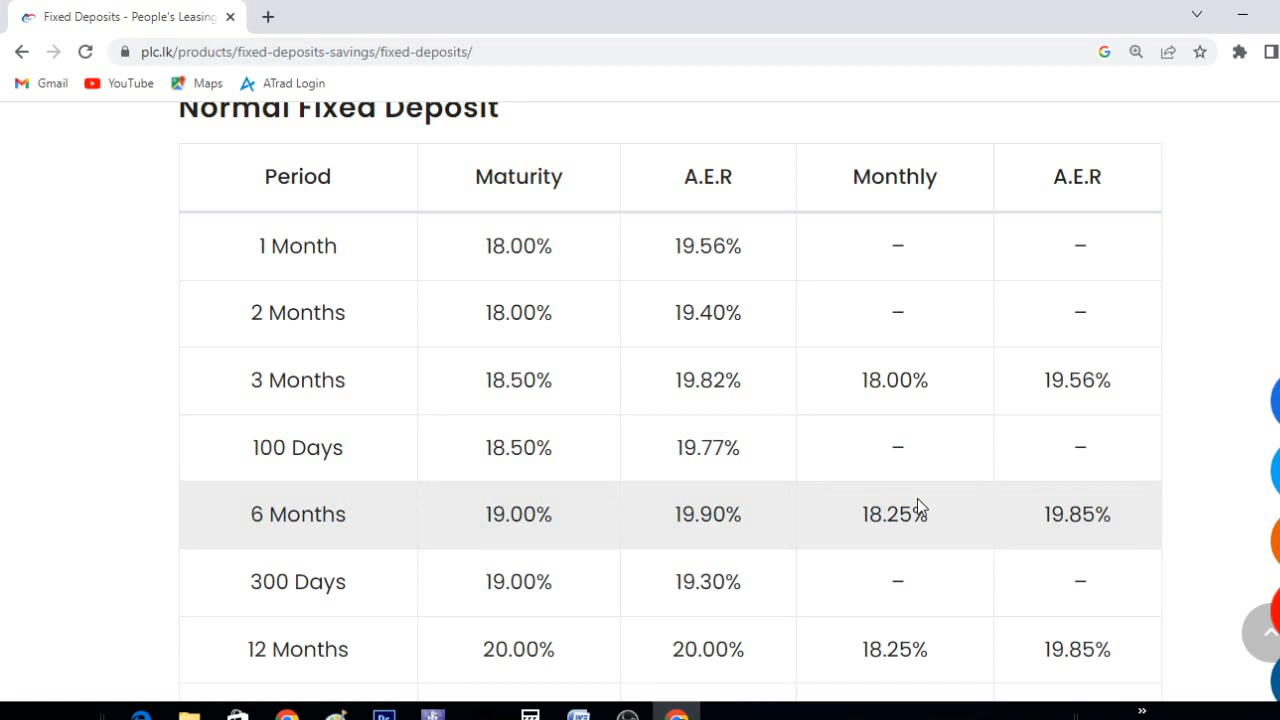 Fixed Deposits - People's Leasing
plc.lk/products/fixed-deposits-savings/fixed-deposits/
Gmail YouTube Maps ATrad Login
Normal Fixed Deposit
Period Maturity A.E.R Monthly A.E.R
1 Month 18.00% 19.56% – –
2 Months 18.00% 19.40% – –
3 Months 18.50% 19.82% 18.00% 19.56%
100 Days 18.50% 19.77% – –
6 Months 19.00% 19.90% 18.25% 19.85%
300 Days 19.00% 19.30% – –
12 Months 20.00% 20.00% 18.25% 19.85%